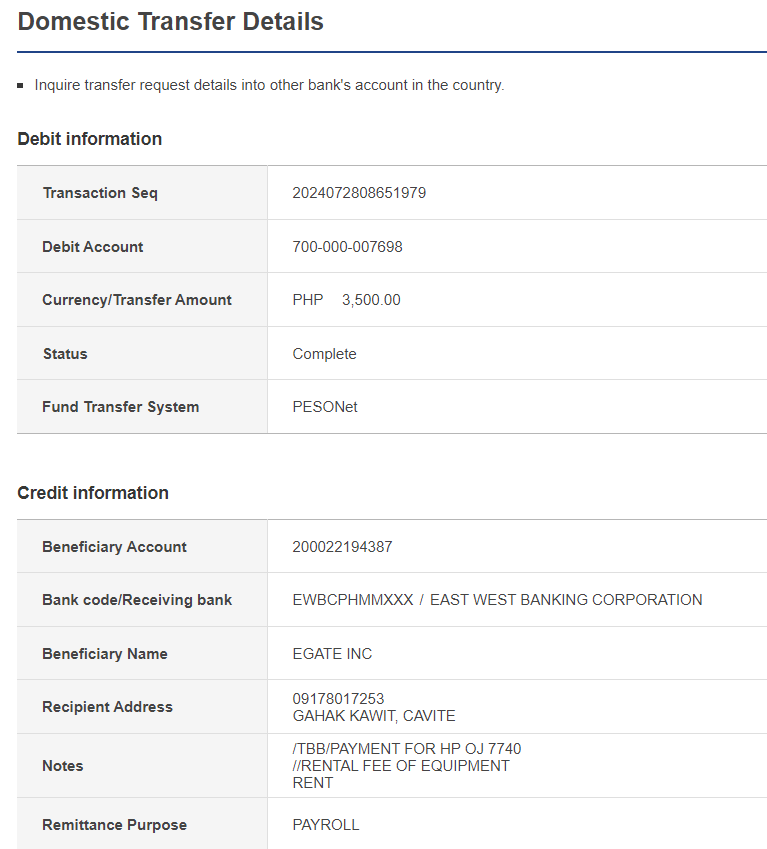 Domestic Transfer Details
Inquire transfer request details into other bank's account in the country.
Debit information
Transaction Seq 2024072808651979
Debit Account 700-000-007698
Currency/Transfer Amount PHP 3,500.00
Status Complete
Fund Transfer System PESONet
Credit information
Beneficiary Account 200022194387
Bank code/Receiving bank EWBCPHMMXXX / EAST WEST BANKING CORPORATION
Beneficiary Name EGATE INC
Recipient Address 09178017253
GAHAK KAWIT, CAVITE
Notes /TBB/PAYMENT FOR HP OJ 7740
//RENTAL FEE OF EQUIPMENT
RENT
Remittance Purpose PAYROLL